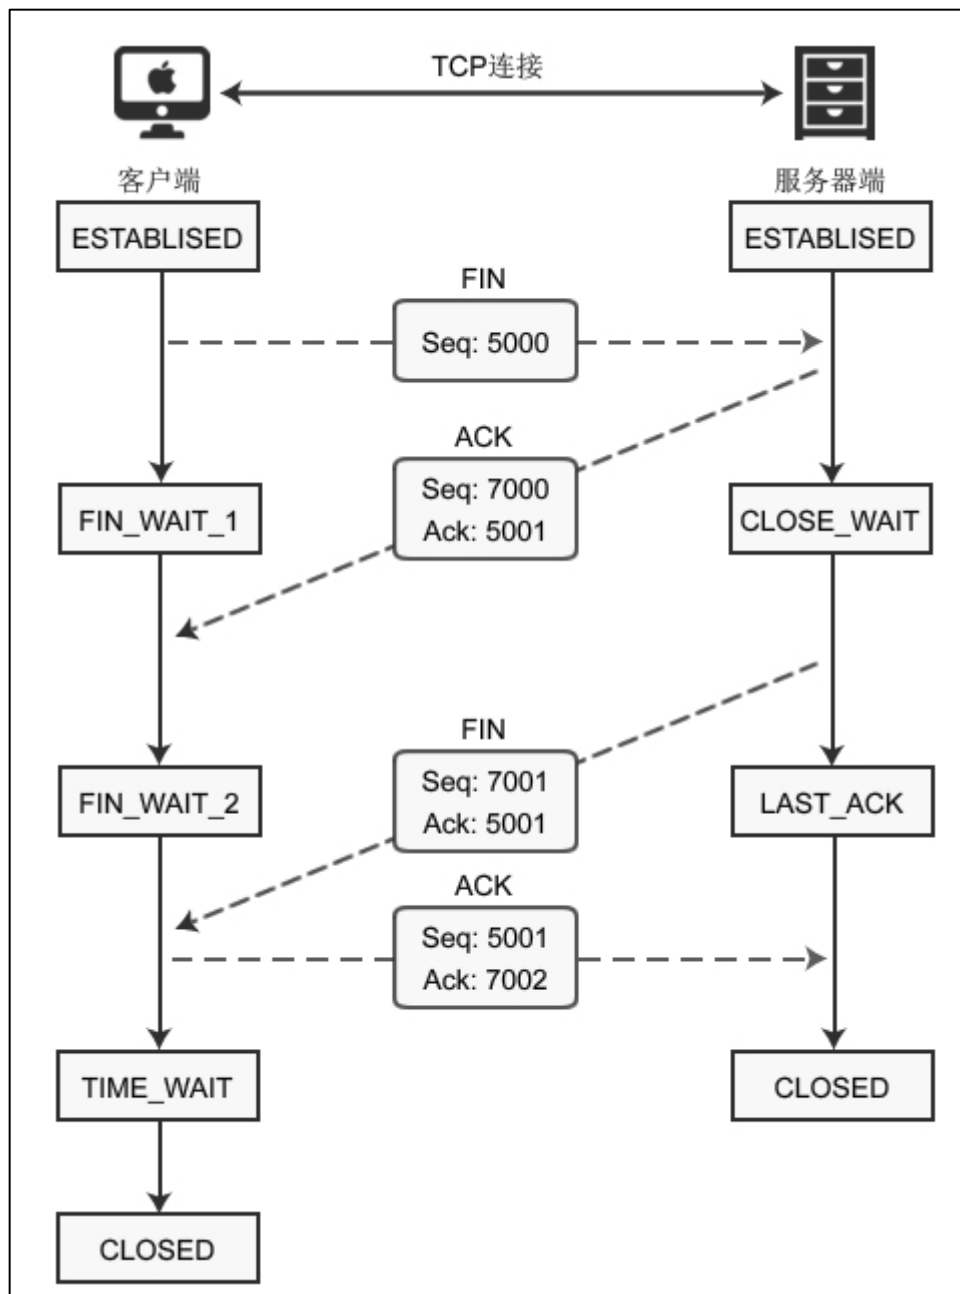 TCP连接
客户端
服务器端
ESTABLISED
ESTABLISED
FIN
Seq: 5000
ACK
Seq: 7000
Ack: 5001
FIN_WAIT_1
CLOSE_WAIT
FIN
Seq: 7001
Ack: 5001
FIN_WAIT_2
LAST_ACK
ACK
Seq: 5001
Ack: 7002
TIME_WAIT
CLOSED
CLOSED